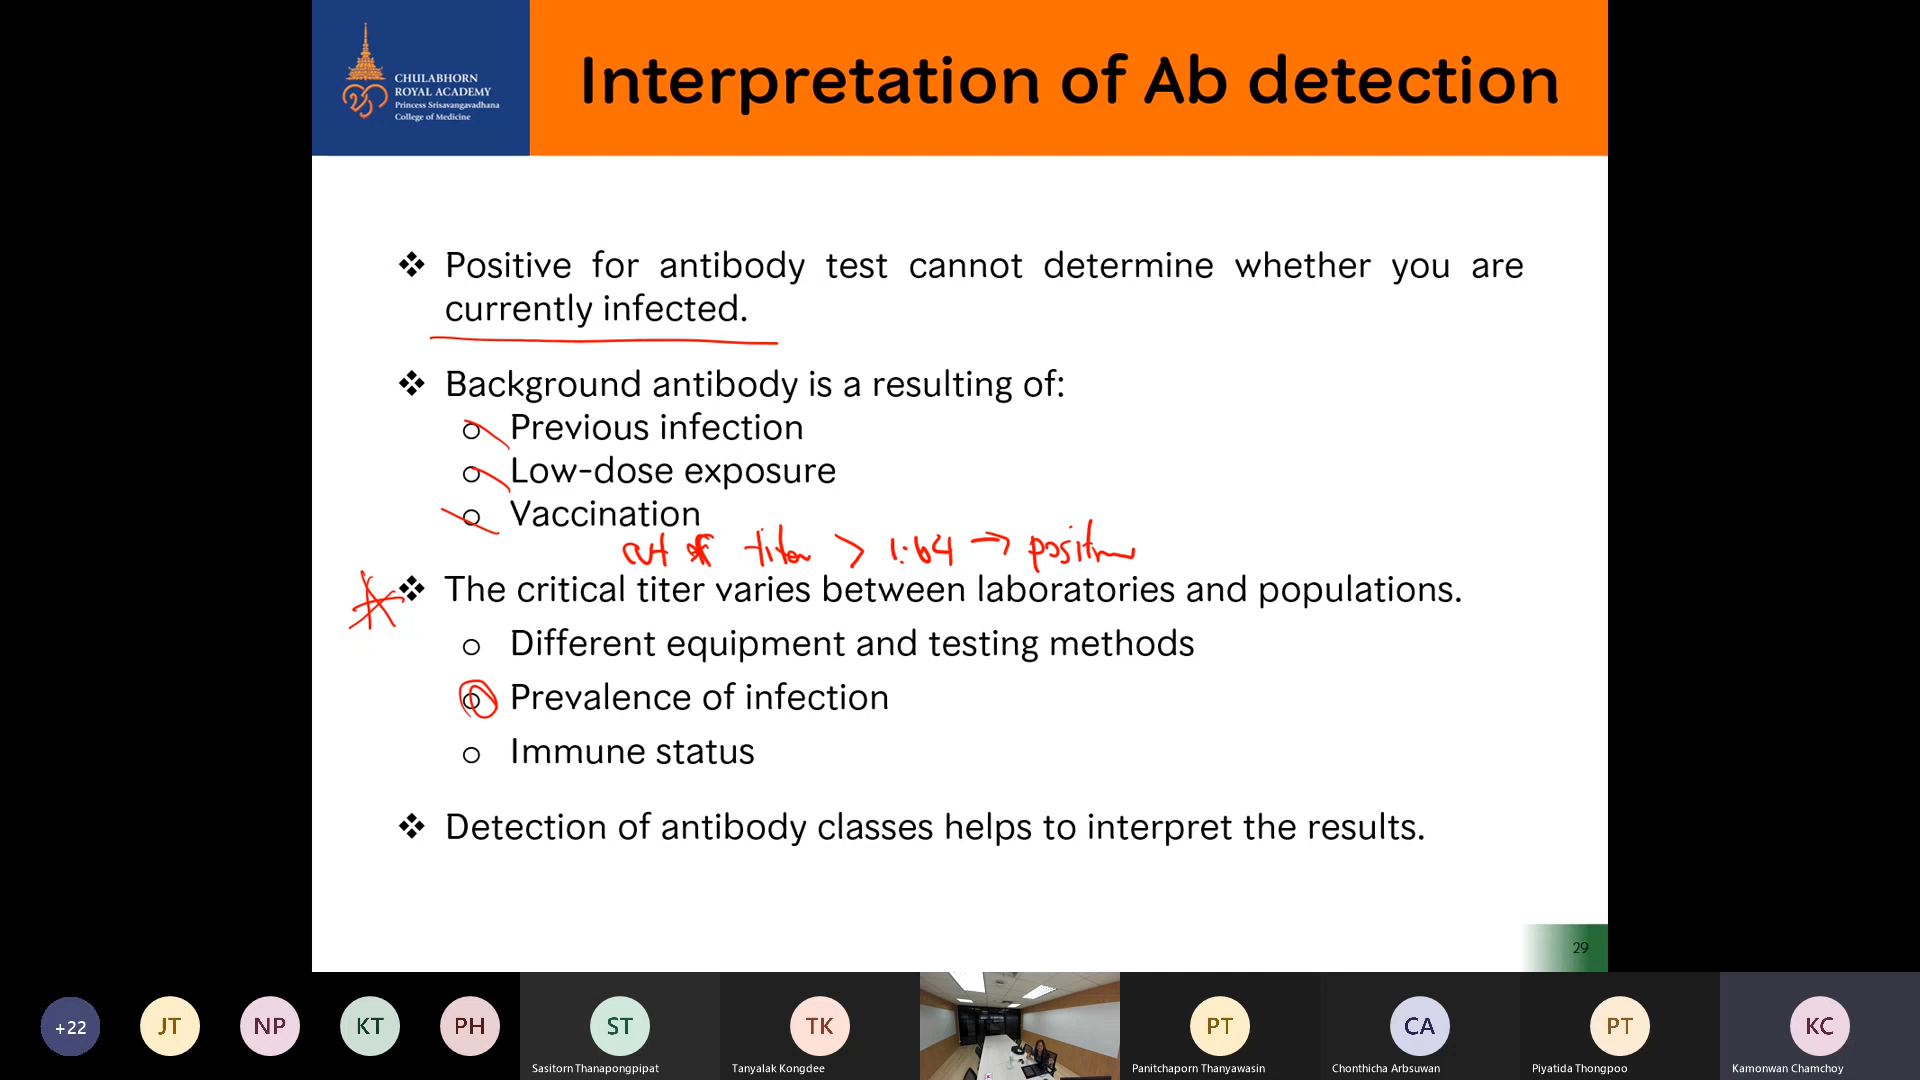 CHULABHORN
ROYAL ACADEMY
Princess Srisavangavadhana
College of Medicine
Interpretation of Ab detection
❖ Positive for antibody test cannot determine whether you are
currently infected.
❖ Background antibody is a resulting of:
o Previous infection
o Low-dose exposure
o Vaccination
cut off titer > 1:64 → positive
❖ The critical titer varies between laboratories and populations.
o Different equipment and testing methods
o Prevalence of infection
o Immune status
❖ Detection of antibody classes helps to interpret the results.
29
+22
JT
NP
KT
PH
ST
Sasitorn Thanapongpipat
TK
Tanyalak Kongdee
PT
Panitchaporn Thanyawasin
CA
Chonthicha Arbsuwan
PT
Piyatida Thongpoo
KC
Kamonwan Chamchoy